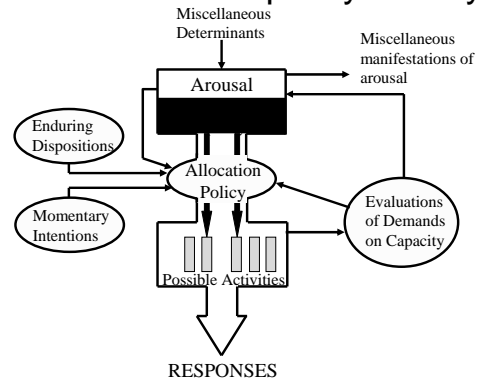 Miscellaneous
Determinants
Miscellaneous
manifestations of
arousal
Arousal
Enduring
Dispositions
Allocation
Policy
Momentary
Intentions
Evaluations
of Demands
on Capacity
Possible Activities
RESPONSES